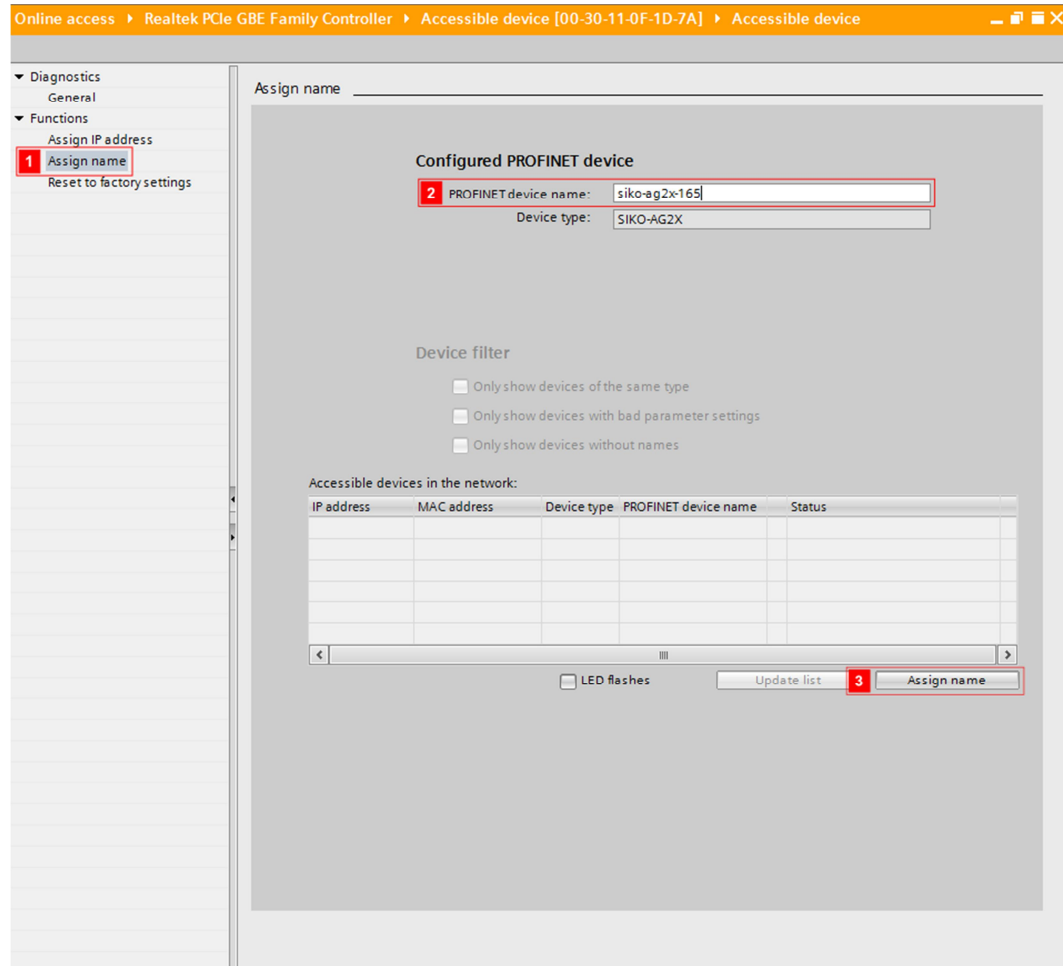 Online access ▸ Realtek PCIe GBE Family Controller ▸ Accessible device [00-30-11-0F-1D-7A] ▸ Accessible device
Diagnostics
General
Functions
Assign IP address
1 Assign name
Reset to factory settings
Assign name
Configured PROFINET device
2 PROFINET device name: siko-ag2x-165
Device type: SIKO-AG2X
Device filter
Only show devices of the same type
Only show devices with bad parameter settings
Only show devices without names
Accessible devices in the network:
IP address MAC address Device type PROFINET device name Status
LED flashes Update list 3 Assign name